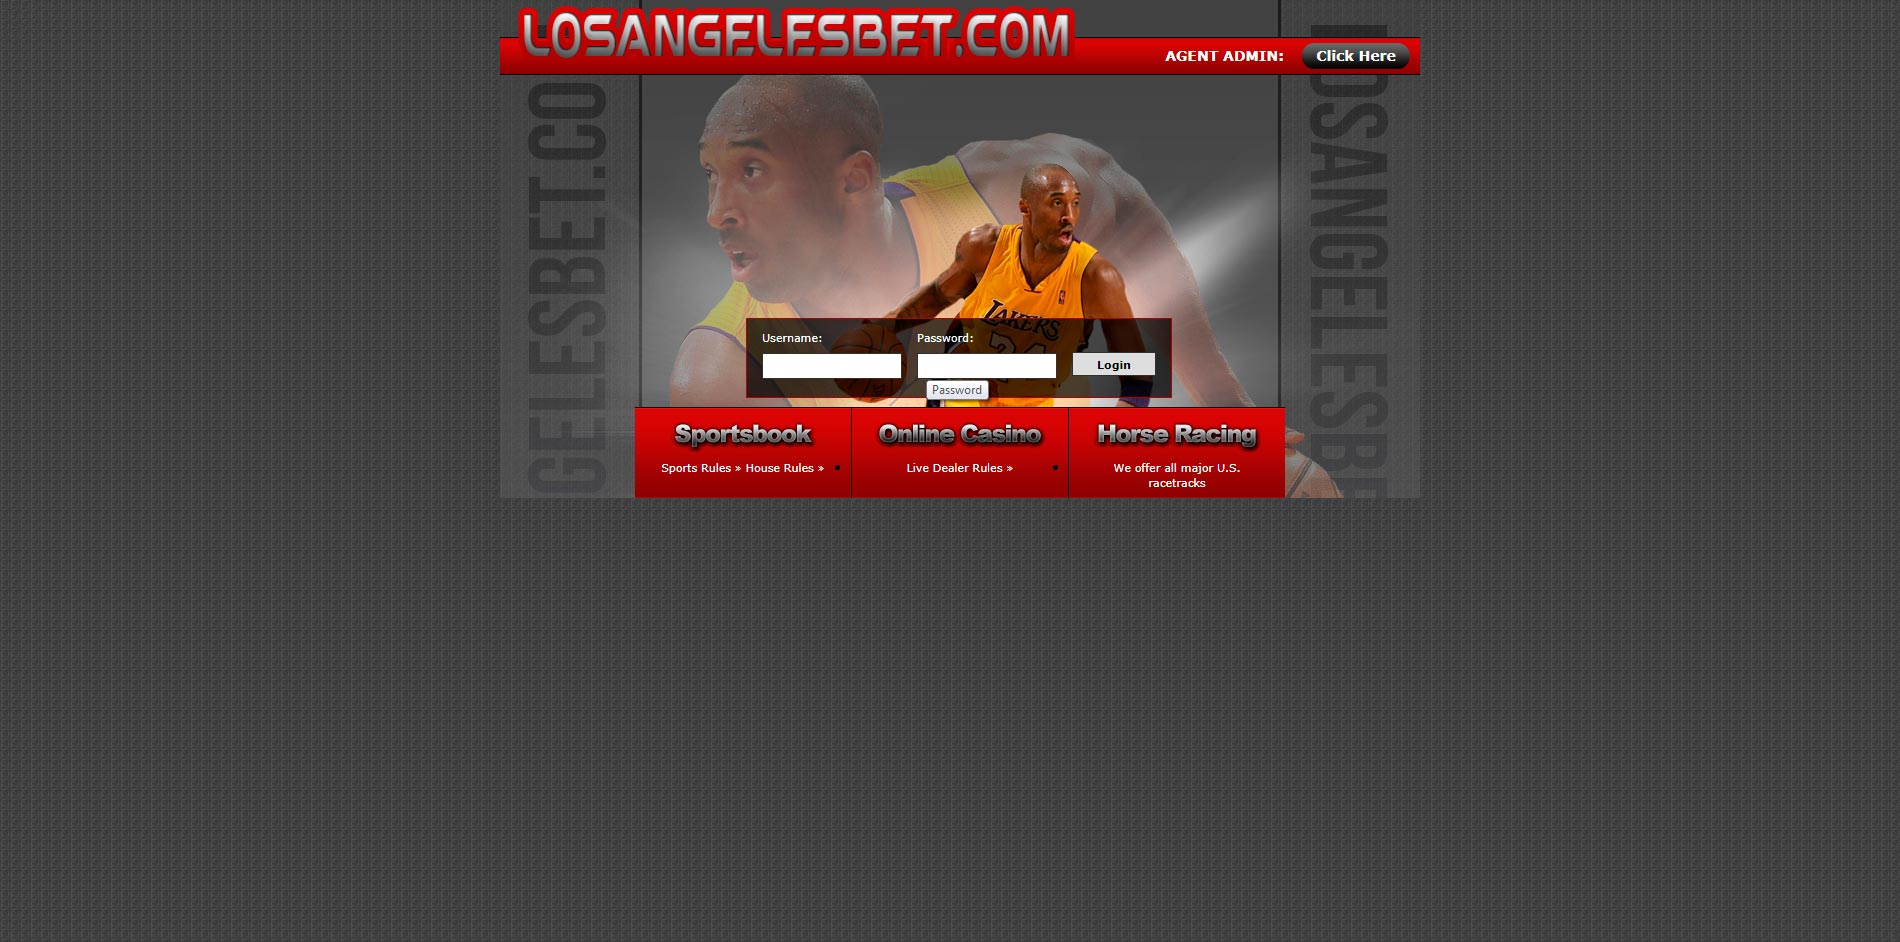 LOSANGELESBET.COM
AGENT ADMIN: Click Here
GELESBET.CO
LOSANGELESBE
LAKERS
24
Username: Password:
Login
Password
Sportsbook Online Casino Horse Racing
Sports Rules » House Rules » Live Dealer Rules » We offer all major U.S.
racetracks